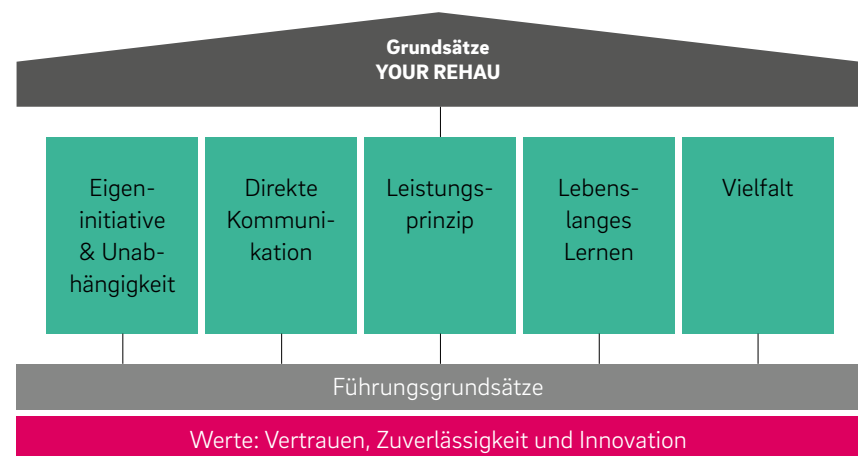 Grundsätze
YOUR REHAU
Eigen-
initiative
& Unab-
hängigkeit
Direkte
Kommuni-
kation
Leistungs-
prinzip
Lebens-
langes
Lernen
Vielfalt
Führungsgrundsätze
Werte: Vertrauen, Zuverlässigkeit und Innovation